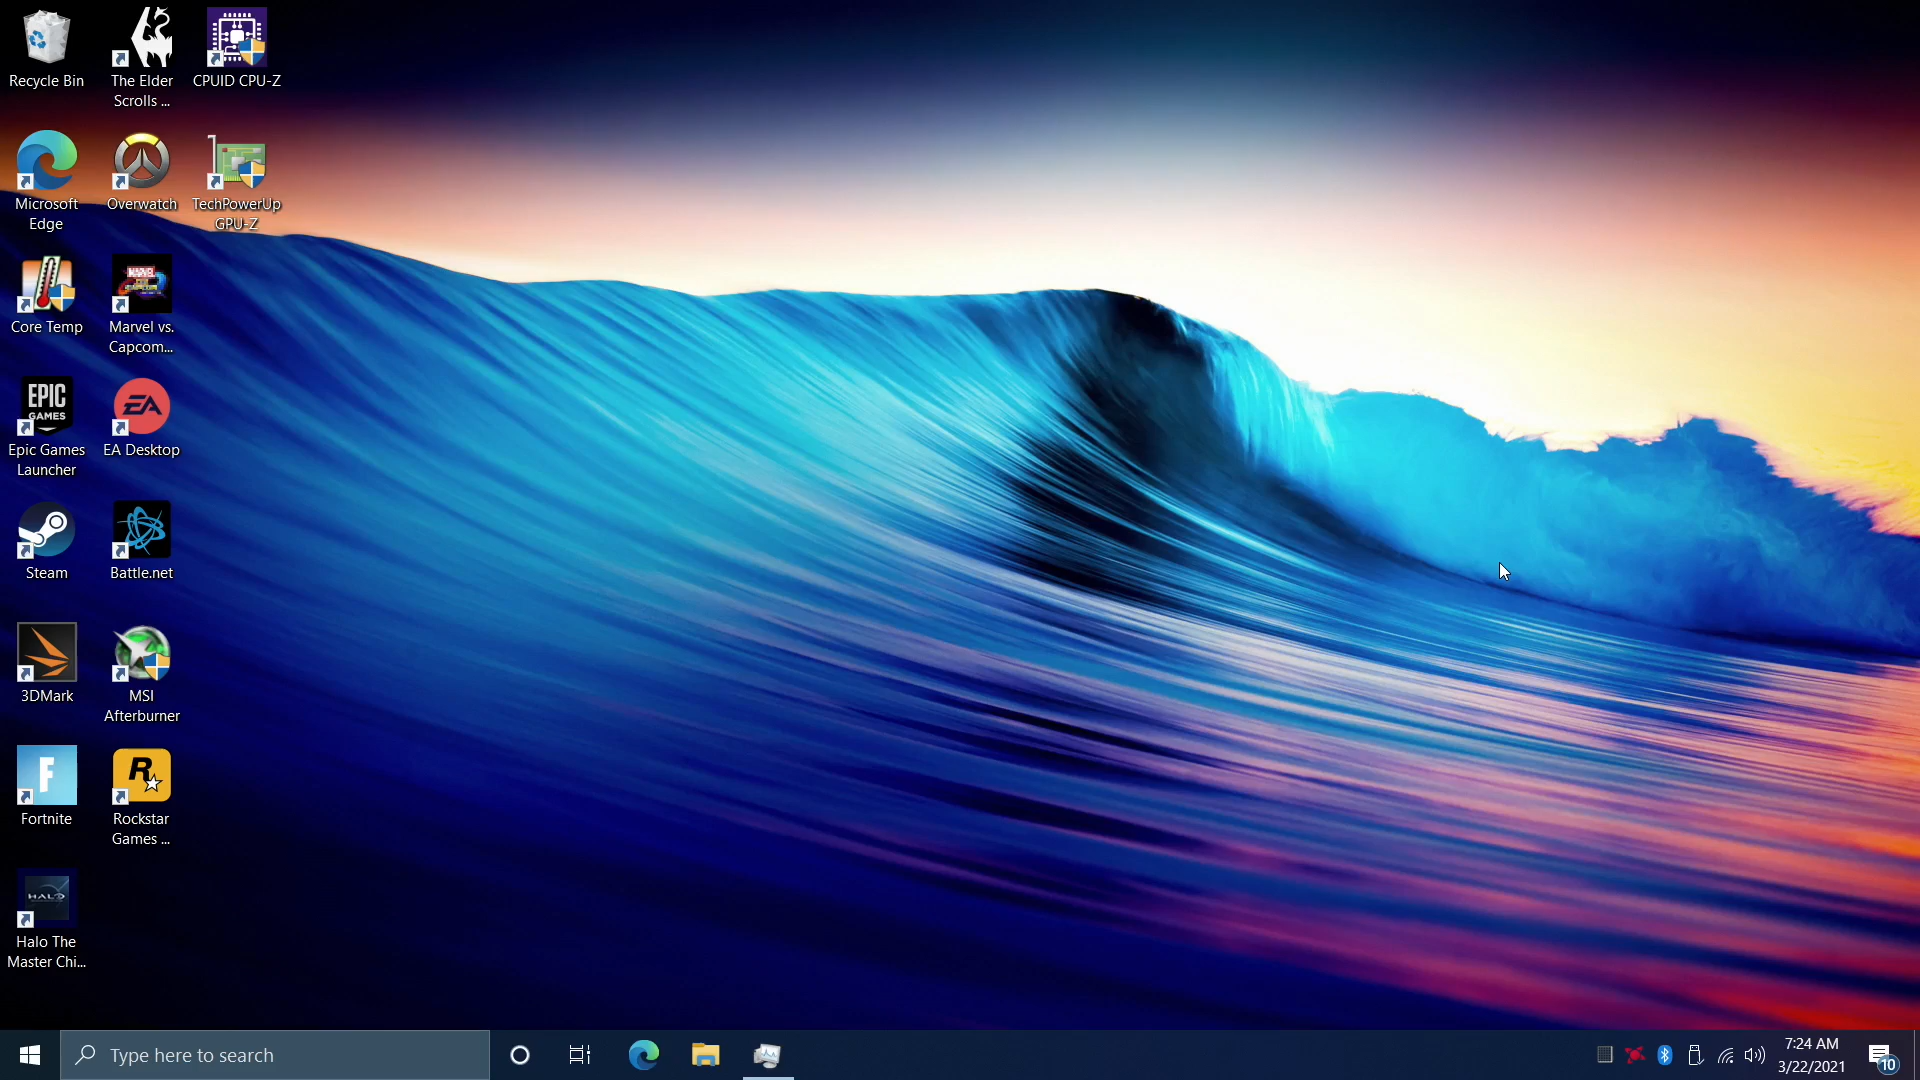 Recycle Bin
The Elder
Scrolls ...
CPUID CPU-Z
Microsoft
Edge
Overwatch
TechPowerUp
GPU-Z
Core Temp
MARVEL
Marvel vs.
Capcom...
EPIC
GAMES
Epic Games
Launcher
EA
EA Desktop
Steam
Battle.net
3DMark
MSI
Afterburner
F
Fortnite
R
Rockstar
Games ...
HALO
Halo The
Master Chi...
Type here to search
7:24 AM
3/22/2021
10